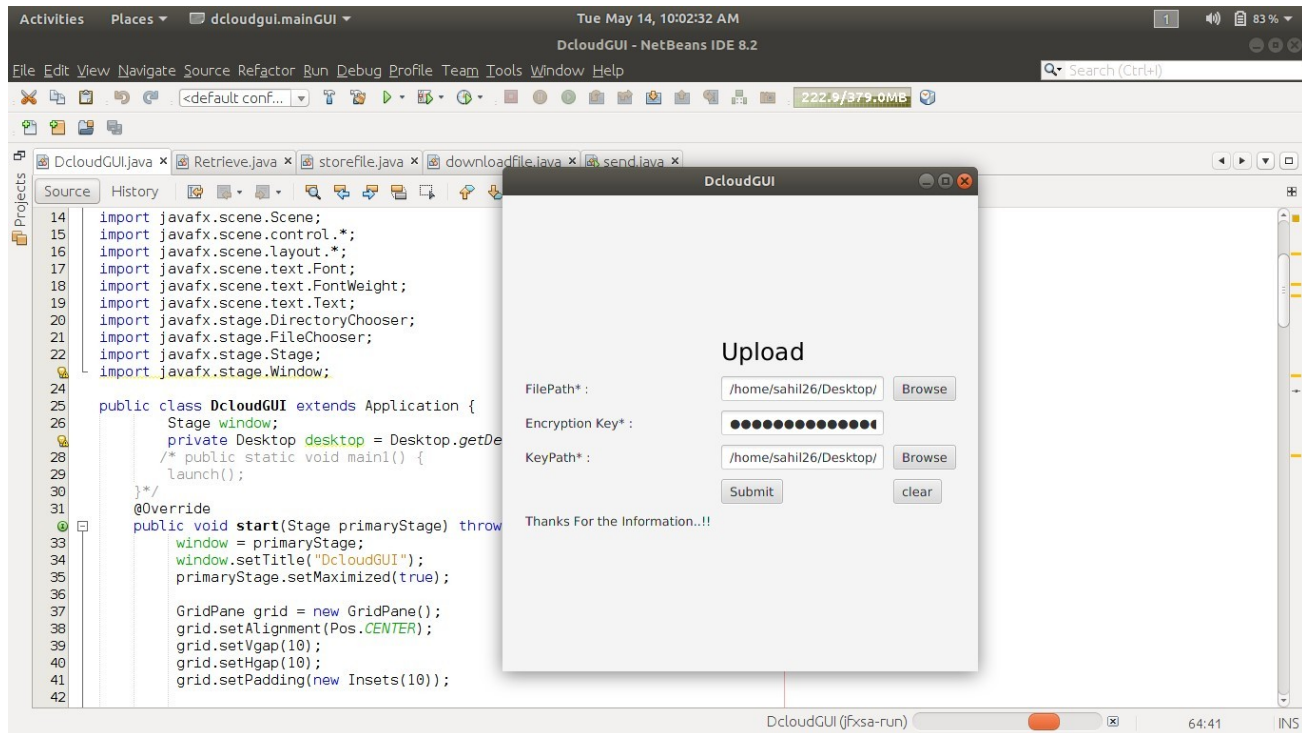 Activities Places dcloudgui.mainGUI Tue May 14, 10:02:32 AM 1 83 %
DcloudGUI - NetBeans IDE 8.2
File Edit View Navigate Source Refactor Run Debug Profile Team Tools Window Help Search (Ctrl+I)
<default conf... 222.9/379.0MB
DcloudGUI.java Retrieve.java storefile.java downloadfile.java send.java
Projects
Source History
14 import javafx.scene.Scene;
15 import javafx.scene.control.*;
16 import javafx.scene.layout.*;
17 import javafx.scene.text.Font;
18 import javafx.scene.text.FontWeight;
19 import javafx.scene.text.Text;
20 import javafx.stage.DirectoryChooser;
21 import javafx.stage.FileChooser;
22 import javafx.stage.Stage;
import javafx.stage.Window;
24
25 public class DcloudGUI extends Application {
26 Stage window;
private Desktop desktop = Desktop.getDe
28 /* public static void main1() {
29 launch();
30 }*/
31 @Override
public void start(Stage primaryStage) throw
33 window = primaryStage;
34 window.setTitle("DcloudGUI");
35 primaryStage.setMaximized(true);
36
37 GridPane grid = new GridPane();
38 grid.setAlignment(Pos.CENTER);
39 grid.setVgap(10);
40 grid.setHgap(10);
41 grid.setPadding(new Insets(10));
42
DcloudGUI
Upload
FilePath* : /home/sahil26/Desktop/ Browse
Encryption Key* : ●●●●●●●●●●●●●●
KeyPath* : /home/sahil26/Desktop/ Browse
Submit clear
Thanks For the Information..!!
DcloudGUI (jfxsa-run) 64:41 INS